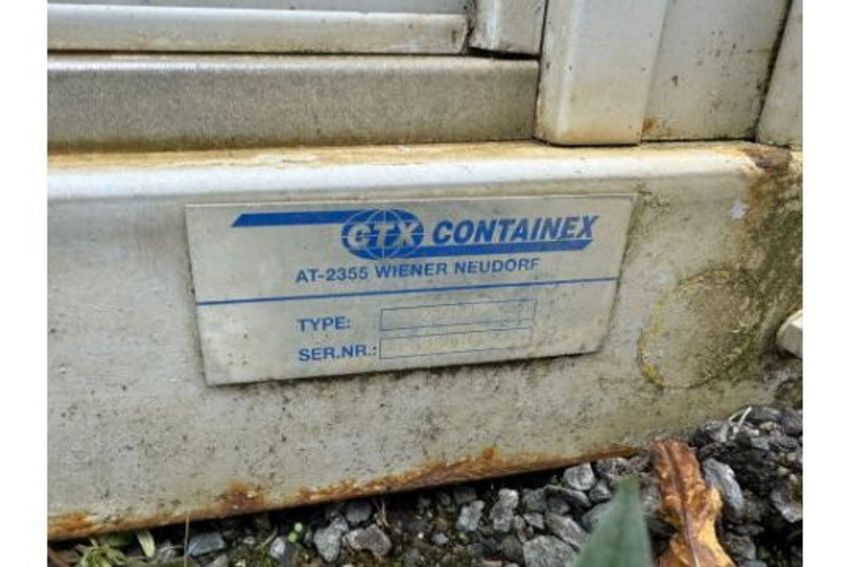 CTX CONTAINEX
AT-2355 WIENER NEUDORF
TYPE:
SER.NR.: